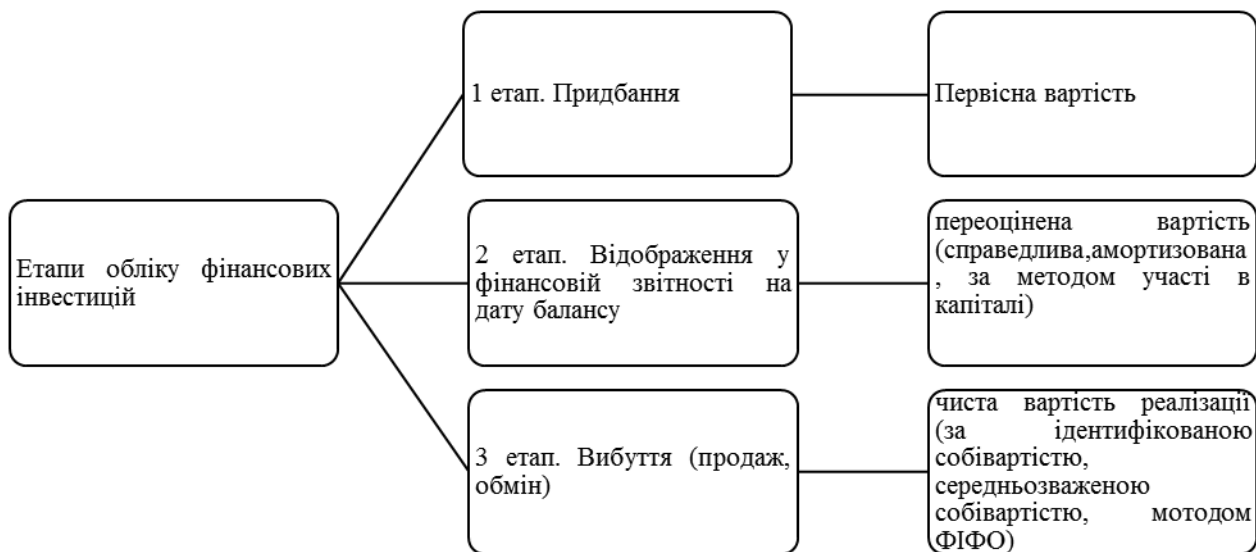 Етапи обліку фінансових
інвестицій
1 етап. Придбання
Первісна вартість
2 етап. Відображення у
фінансовій звітності на
дату балансу
переоцінена вартість
(справедлива,амортизована
, за методом участі в
капіталі)
3 етап. Вибуття (продаж,
обмін)
чиста вартість реалізації
(за ідентифікованою
собівартістю,
середньозваженою
собівартістю, мотодом
ФІФО)